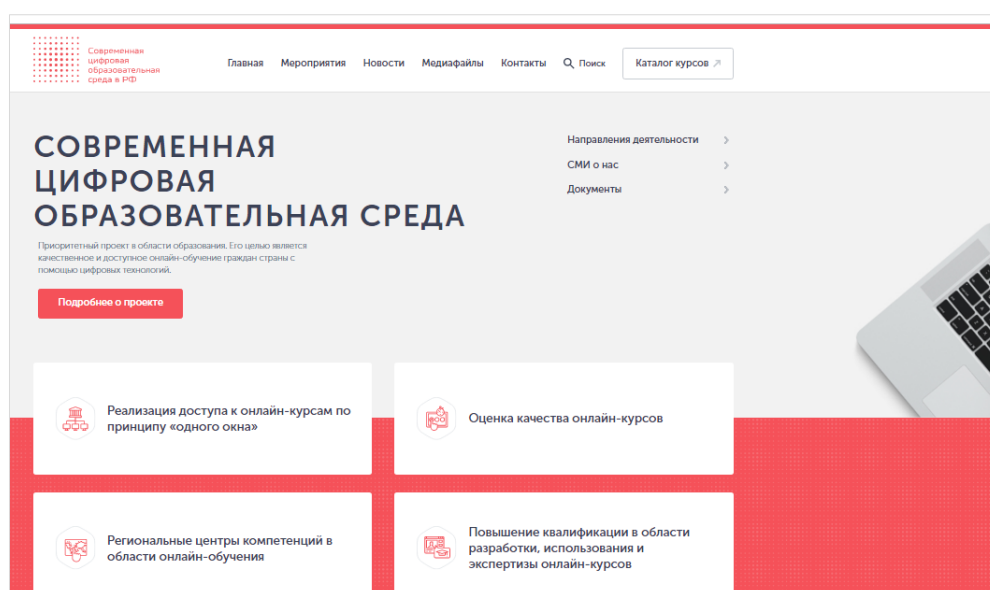 Современная
цифровая
образовательная
среда в РФ
Главная Мероприятия Новости Медиафайлы Контакты Поиск Каталог курсов
СОВРЕМЕННАЯ
ЦИФРОВАЯ
ОБРАЗОВАТЕЛЬНАЯ СРЕДА
Приоритетный проект в области образования. Его целью является
качественное и доступное онлайн-обучение граждан страны с
помощью цифровых технологий.
Подробнее о проекте
Направления деятельности
СМИ о нас
Документы
Реализация доступа к онлайн-курсам по
принципу «одного окна»
Оценка качества онлайн-курсов
Региональные центры компетенций в
области онлайн-обучения
Повышение квалификации в области
разработки, использования и
экспертизы онлайн-курсов